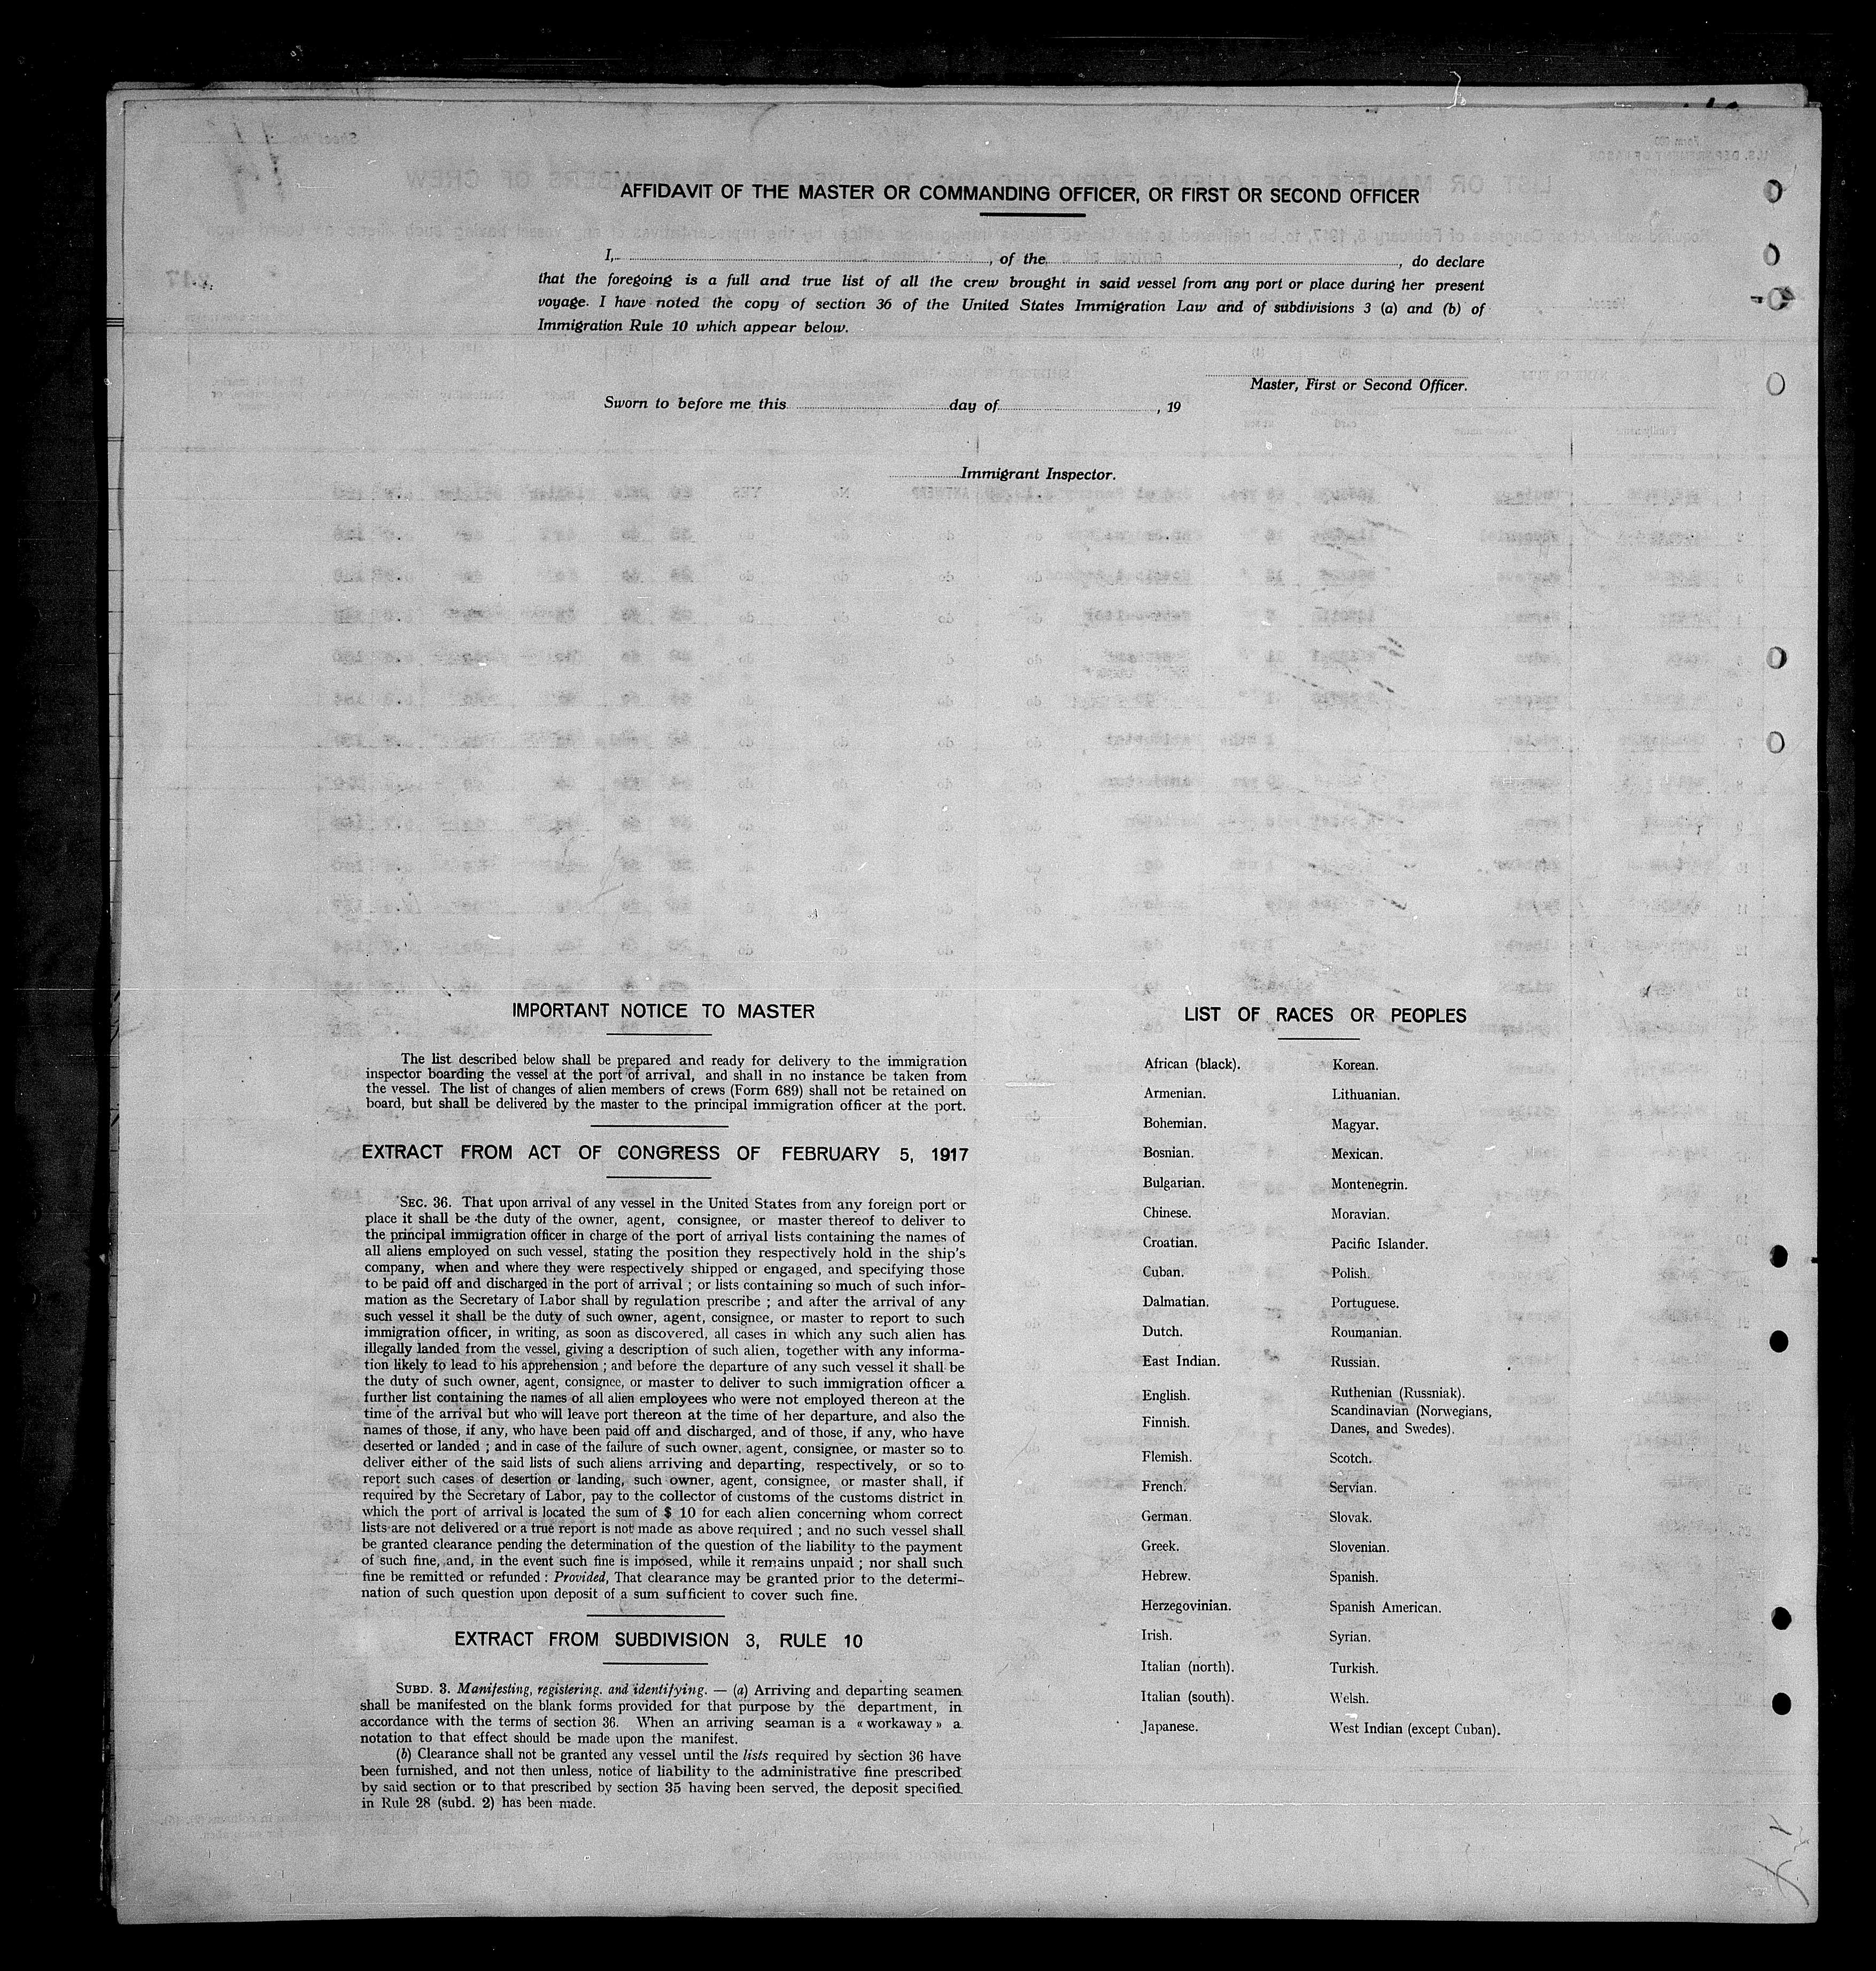 AFFIDAVIT OF THE MASTER OR COMMANDING OFFICER, OR FIRST OR SECOND OFFICER
I, , of the , do declare
that the foregoing is a full and true list of all the crew brought in said vessel from any port or place during her present
voyage. I have noted the copy of section 36 of the United States Immigration Law and of subdivisions 3 (a) and (b) of
Immigration Rule 10 which appear below.
Master, First or Second Officer.
Sworn to before me this day of , 19
Immigrant Inspector.
IMPORTANT NOTICE TO MASTER
The list described below shall be prepared and ready for delivery to the immigration
inspector boarding the vessel at the port of arrival, and shall in no instance be taken from
the vessel. The list of changes of alien members of crews (Form 689) shall not be retained on
board, but shall be delivered by the master to the principal immigration officer at the port.
EXTRACT FROM ACT OF CONGRESS OF FEBRUARY 5, 1917
SEC. 36. That upon arrival of any vessel in the United States from any foreign port or
place it shall be the duty of the owner, agent, consignee, or master thereof to deliver to
the principal immigration officer in charge of the port of arrival lists containing the names of
all aliens employed on such vessel, stating the position they respectively hold in the ship's
company, when and where they were respectively shipped or engaged, and specifying those
to be paid off and discharged in the port of arrival ; or lists containing so much of such infor-
mation as the Secretary of Labor shall by regulation prescribe ; and after the arrival of any
such vessel it shall be the duty of such owner, agent, consignee, or master to report to such
immigration officer, in writing, as soon as discovered, all cases in which any such alien has
illegally landed from the vessel, giving a description of such alien, together with any informa-
tion likely to lead to his apprehension ; and before the departure of any such vessel it shall be
the duty of such owner, agent, consignee, or master to deliver to such immigration officer a
further list containing the names of all alien employees who were not employed thereon at the
time of the arrival but who will leave port thereon at the time of her departure, and also the
names of those, if any, who have been paid off and discharged, and of those, if any, who have
deserted or landed ; and in case of the failure of such owner, agent, consignee, or master so to
deliver either of the said lists of such aliens arriving and departing, respectively, or so to
report such cases of desertion or landing, such owner, agent, consignee, or master shall, if
required by the Secretary of Labor, pay to the collector of customs of the customs district in
which the port of arrival is located the sum of $ 10 for each alien concerning whom correct
lists are not delivered or a true report is not made as above required ; and no such vessel shall
be granted clearance pending the determination of the question of the liability to the payment
of such fine, and, in the event such fine is imposed, while it remains unpaid ; nor shall such
fine be remitted or refunded : Provided, That clearance may be granted prior to the determi-
nation of such question upon deposit of a sum sufficient to cover such fine.
EXTRACT FROM SUBDIVISION 3, RULE 10
SUBD. 3. Manifesting, registering, and identifying. — (a) Arriving and departing seamen
shall be manifested on the blank forms provided for that purpose by the department, in
accordance with the terms of section 36. When an arriving seaman is a « workaway » a
notation to that effect should be made upon the manifest.
(b) Clearance shall not be granted any vessel until the lists required by section 36 have
been furnished, and not then unless, notice of liability to the administrative fine prescribed
by said section or to that prescribed by section 35 having been served, the deposit specified
in Rule 28 (subd. 2) has been made.
LIST OF RACES OR PEOPLES
African (black).
Armenian.
Bohemian.
Bosnian.
Bulgarian.
Chinese.
Croatian.
Cuban.
Dalmatian.
Dutch.
East Indian.
English.
Finnish.
Flemish.
French.
German.
Greek.
Hebrew.
Herzegovinian.
Irish.
Italian (north).
Italian (south).
Japanese.
Korean.
Lithuanian.
Magyar.
Mexican.
Montenegrin.
Moravian.
Pacific Islander.
Polish.
Portuguese.
Roumanian.
Russian.
Ruthenian (Russniak).
Scandinavian (Norwegians,
Danes, and Swedes).
Scotch.
Servian.
Slovak.
Slovenian.
Spanish.
Spanish American.
Syrian.
Turkish.
Welsh.
West Indian (except Cuban).